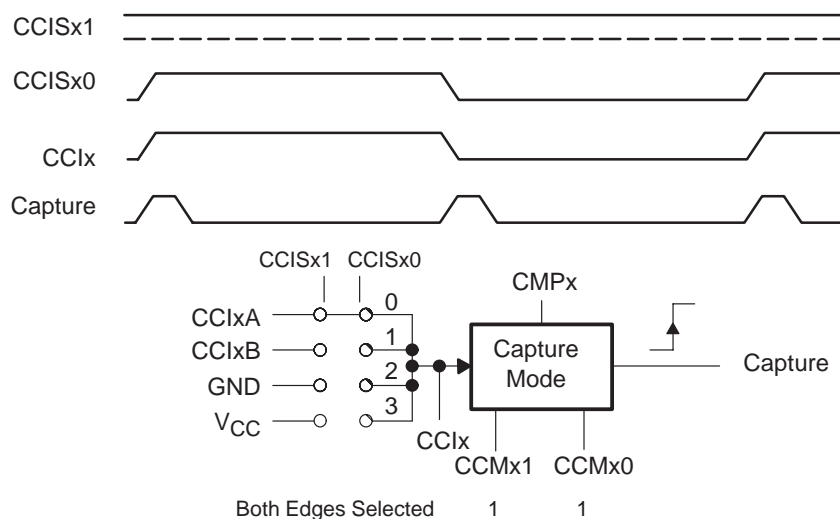 CCISx1
CCISx0
CCIx
Capture
CCISx1 CCISx0
CMPx
CCIxA 0
CCIxB 1
GND 2
VCC 3
Capture
Mode
Capture
CCIx
CCMx1 CCMx0
Both Edges Selected 1 1